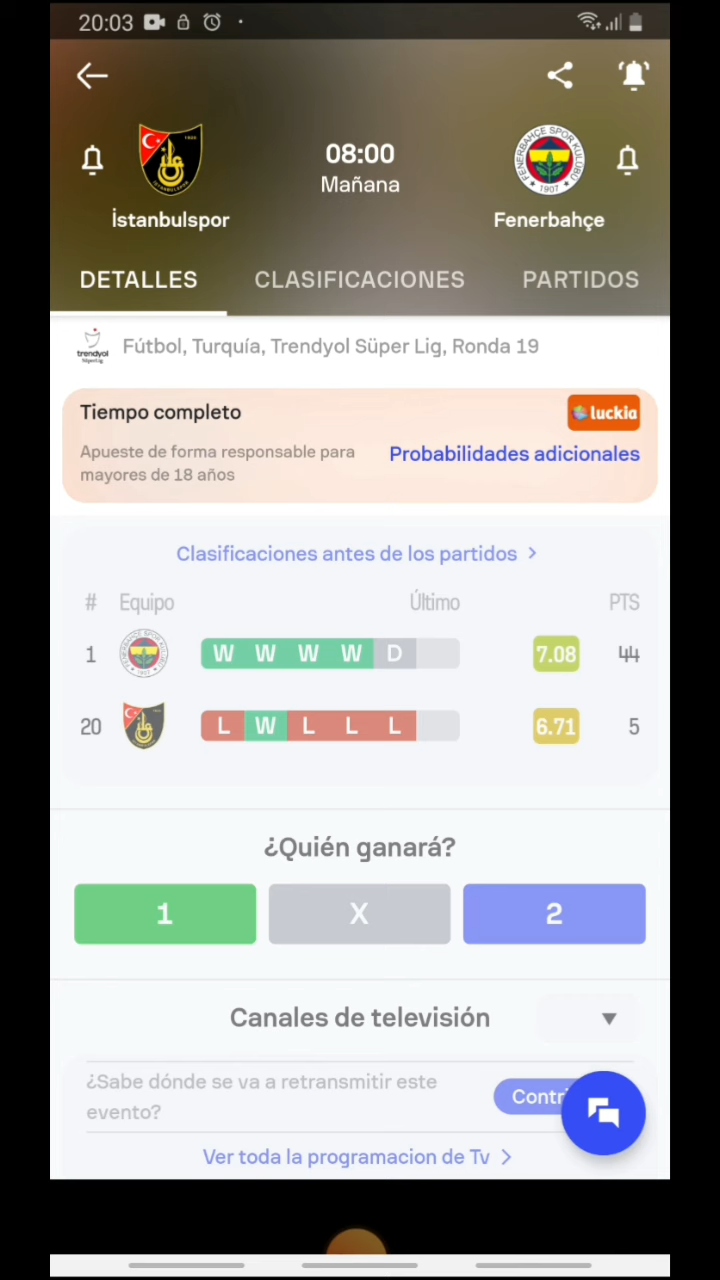 20:03
08:00
Mañana
İstanbulspor
Fenerbahçe
DETALLES
CLASIFICACIONES
PARTIDOS
trendyol
SüperLig
Fútbol, Turquía, Trendyol Süper Lig, Ronda 19
Tiempo completo
luckia
Apueste de forma responsable para
mayores de 18 años
Probabilidades adicionales
Clasificaciones antes de los partidos >
# Equipo Último PTS
1 W W W W D 7.08 44
20 L W L L L 6.71 5
¿Quién ganará?
1 X 2
Canales de televisión
¿Sabe dónde se va a retransmitir este
evento?
Contri
Ver toda la programacion de Tv >